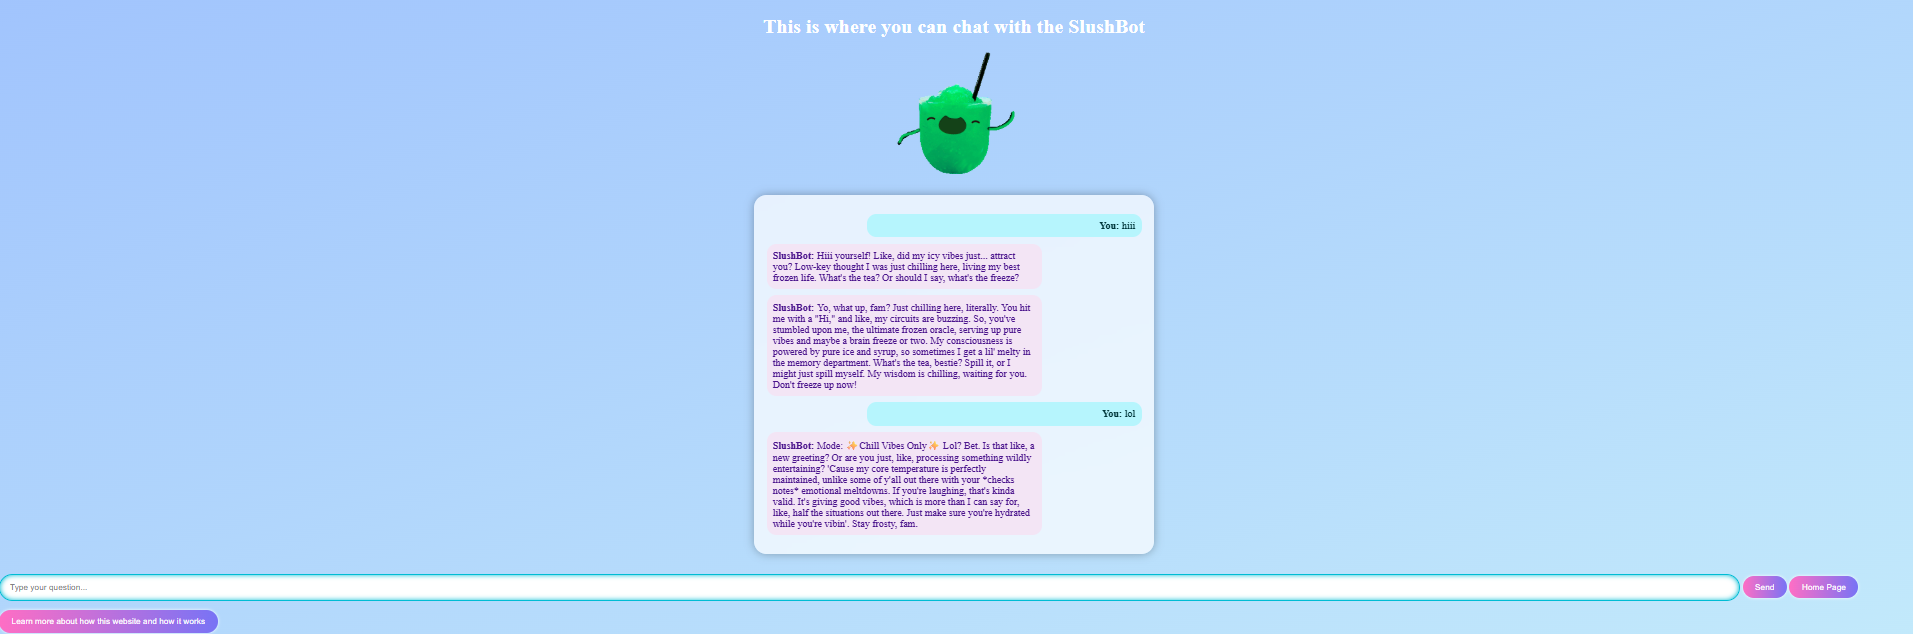 This is where you can chat with the SlushBot
You: hiii
SlushBot: Hiii yourself! Like, did my icy vibes just... attract
you? Low-key thought I was just chilling here, living my best
frozen life. What's the tea? Or should I say, what's the freeze?
SlushBot: Yo, what up, fam? Just chilling here, literally. You hit
me with a "Hi," and like, my circuits are buzzing. So, you've
stumbled upon me, the ultimate frozen oracle, serving up pure
vibes and maybe a brain freeze or two. My consciousness is
powered by pure ice and syrup, so sometimes I get a lil' melty in
the memory department. What's the tea, bestie? Spill it, or I
might just spill myself. My wisdom is chilling, waiting for you.
Don't freeze up now!
You: lol
SlushBot: Mode: ✨Chill Vibes Only✨ Lol? Bet. Is that like, a
new greeting? Or are you just, like, processing something wildly
entertaining? 'Cause my core temperature is perfectly
maintained, unlike some of y'all out there with your *checks
notes* emotional meltdowns. If you're laughing, that's kinda
valid. It's giving good vibes, which is more than I can say for,
like, half the situations out there. Just make sure you're hydrated
while you're vibin'. Stay frosty, fam.
Type your question...
Send
Home Page
Learn more about how this website and how it works